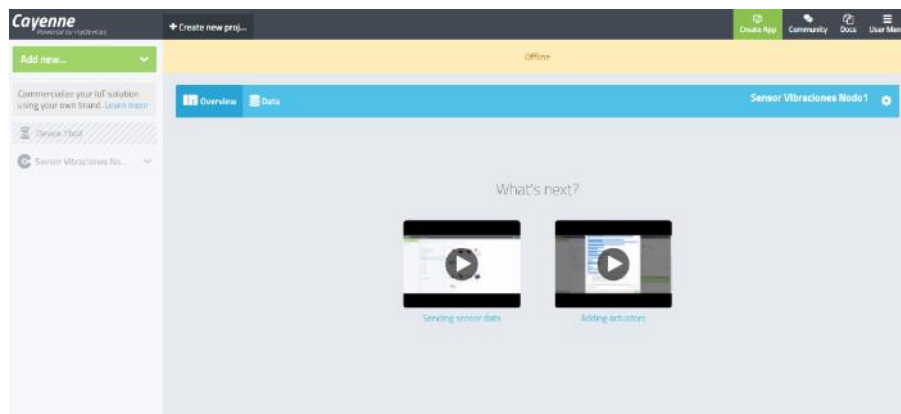 Cayenne
Powered by myDevices
+ Create new proj...
Create App
Community
Docs
User Men
Add new...
Offline
Commercialize your IoT solution
using your own brand. Learn more
Overview
Data
Sensor Vibraciones Nodo1
Device
Sensor Vibraciones No...
What's next?
Sending sensor data
Adding actuators